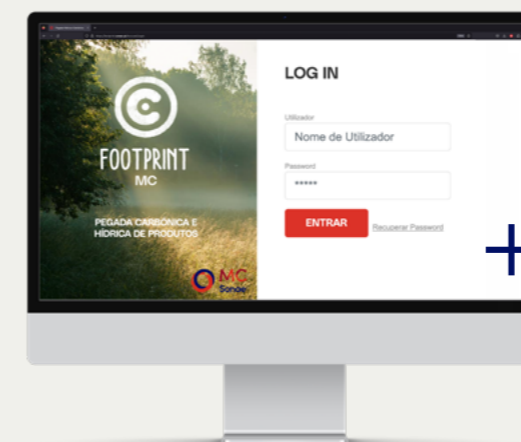 FOOTPRINT
MC
PEGADA CARBÓNICA E
HÍDRICA DE PRODUTOS
MC
Sonae
LOG IN
Utilizador
Nome de Utilizador
Password
*****
ENTRAR
Recuperar Password
+